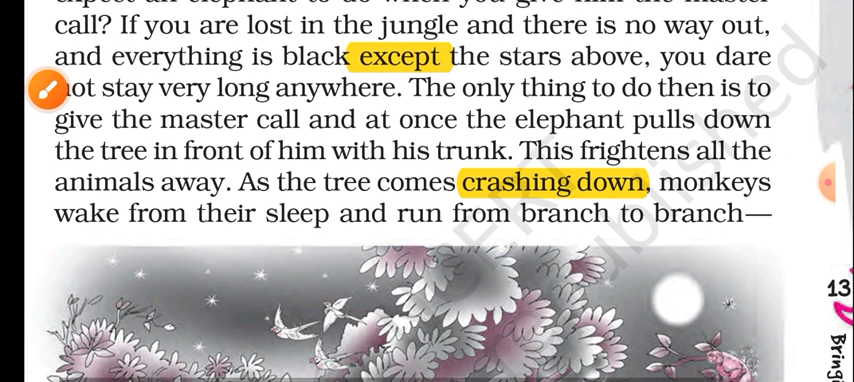 call? If you are lost in the jungle and there is no way out,
and everything is black except the stars above, you dare
not stay very long anywhere. The only thing to do then is to
give the master call and at once the elephant pulls down
the tree in front of him with his trunk. This frightens all the
animals away. As the tree comes crashing down, monkeys
wake from their sleep and run from branch to branch—
13